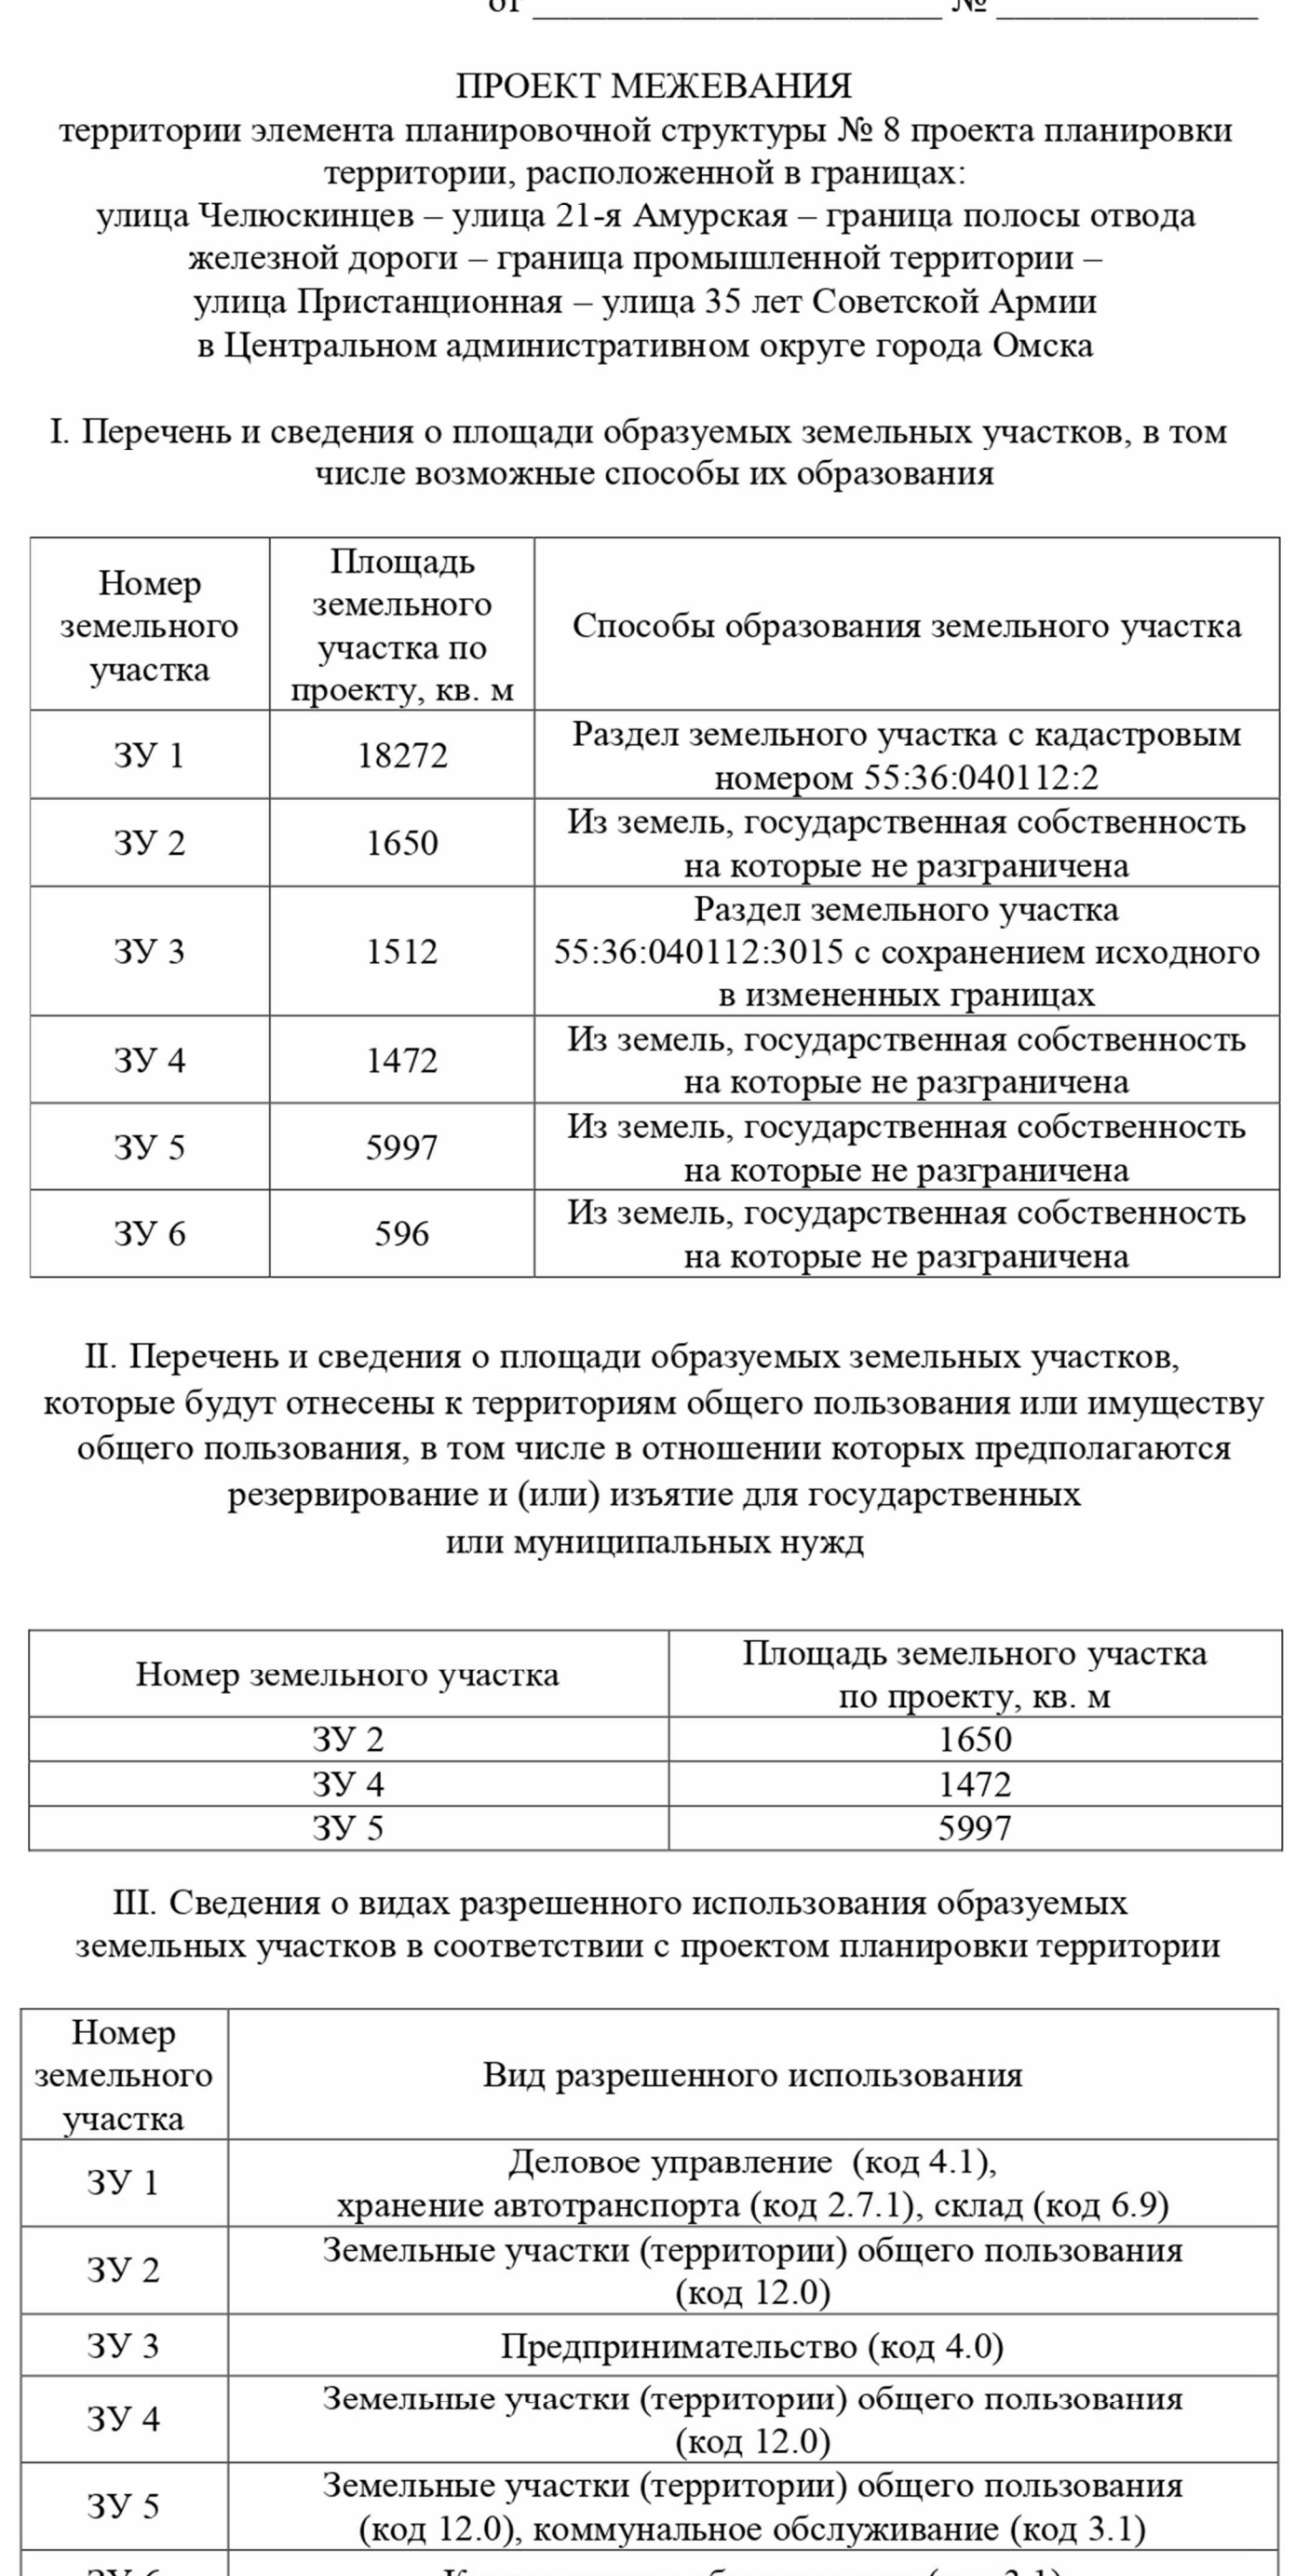 от ______________________ № ______________
ПРОЕКТ МЕЖЕВАНИЯ
территории элемента планировочной структуры № 8 проекта планировки
территории, расположенной в границах:
улица Челюскинцев – улица 21-я Амурская – граница полосы отвода
железной дороги – граница промышленной территории –
улица Пристанционная – улица 35 лет Советской Армии
в Центральном административном округе города Омска
I. Перечень и сведения о площади образуемых земельных участков, в том
числе возможные способы их образования
Номер
земельного
участка
Площадь
земельного
участка по
проекту, кв. м
Способы образования земельного участка
ЗУ 1
18272
Раздел земельного участка с кадастровым
номером 55:36:040112:2
ЗУ 2
1650
Из земель, государственная собственность
на которые не разграничена
ЗУ 3
1512
Раздел земельного участка
55:36:040112:3015 с сохранением исходного
в измененных границах
ЗУ 4
1472
Из земель, государственная собственность
на которые не разграничена
ЗУ 5
5997
Из земель, государственная собственность
на которые не разграничена
ЗУ 6
596
Из земель, государственная собственность
на которые не разграничена
II. Перечень и сведения о площади образуемых земельных участков,
которые будут отнесены к территориям общего пользования или имуществу
общего пользования, в том числе в отношении которых предполагаются
резервирование и (или) изъятие для государственных
или муниципальных нужд
Номер земельного участка
Площадь земельного участка
по проекту, кв. м
ЗУ 2
1650
ЗУ 4
1472
ЗУ 5
5997
III. Сведения о видах разрешенного использования образуемых
земельных участков в соответствии с проектом планировки территории
Номер
земельного
участка
Вид разрешенного использования
ЗУ 1
Деловое управление (код 4.1),
хранение автотранспорта (код 2.7.1), склад (код 6.9)
ЗУ 2
Земельные участки (территории) общего пользования
(код 12.0)
ЗУ 3
Предпринимательство (код 4.0)
ЗУ 4
Земельные участки (территории) общего пользования
(код 12.0)
ЗУ 5
Земельные участки (территории) общего пользования
(код 12.0), коммунальное обслуживание (код 3.1)
ЗУ 6